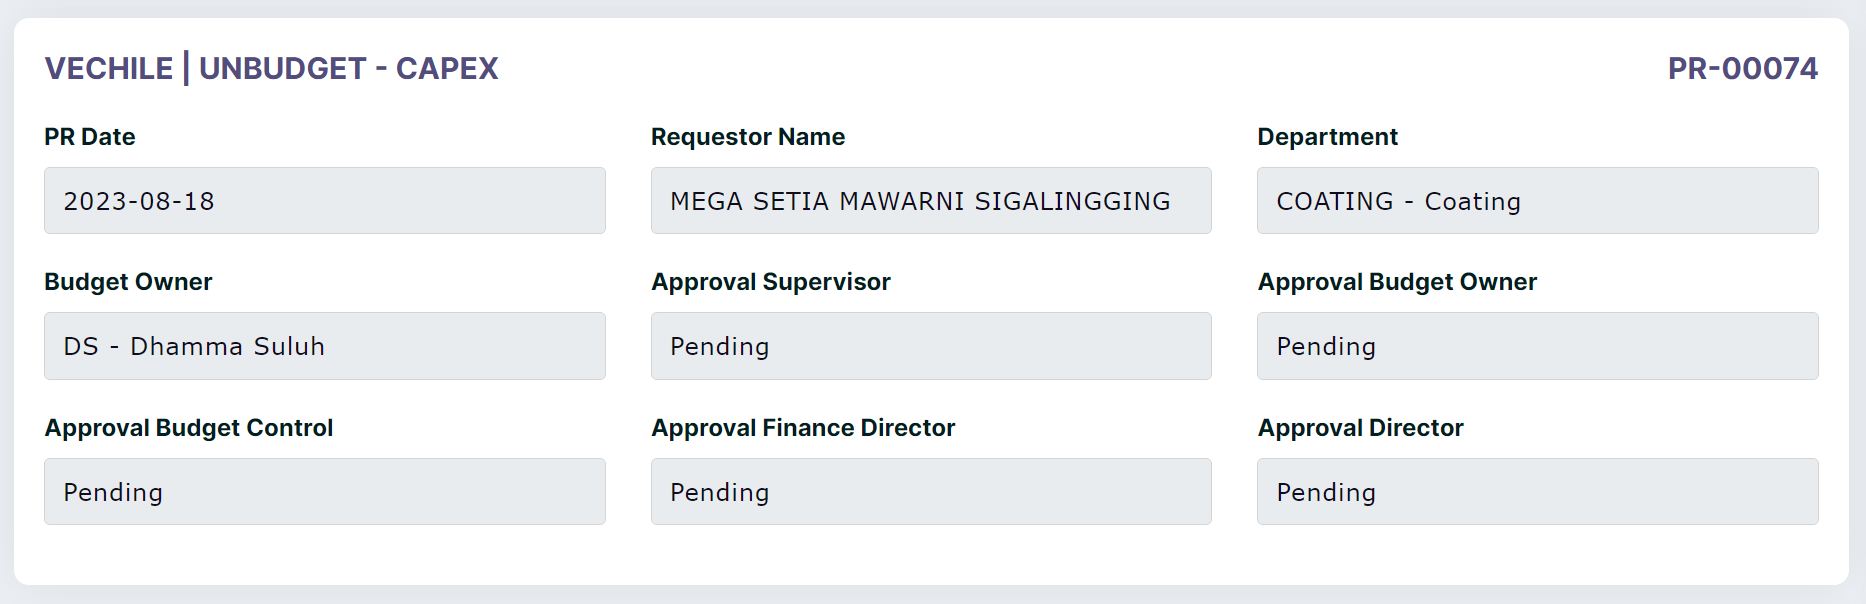 VECHILE | UNBUDGET - CAPEX
PR-00074
PR Date
Requestor Name
Department
2023-08-18
MEGA SETIA MAWARNI SIGALINGGING
COATING - Coating
Budget Owner
Approval Supervisor
Approval Budget Owner
DS - Dhamma Suluh
Pending
Pending
Approval Budget Control
Approval Finance Director
Approval Director
Pending
Pending
Pending